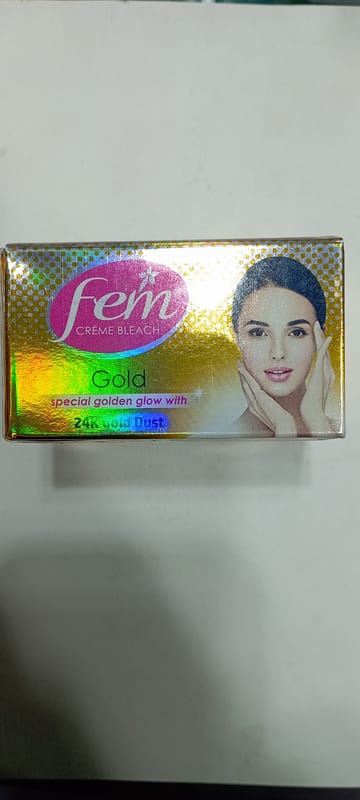 fem
CRÈME BLEACH
Gold
special golden glow with
24K Gold Dust